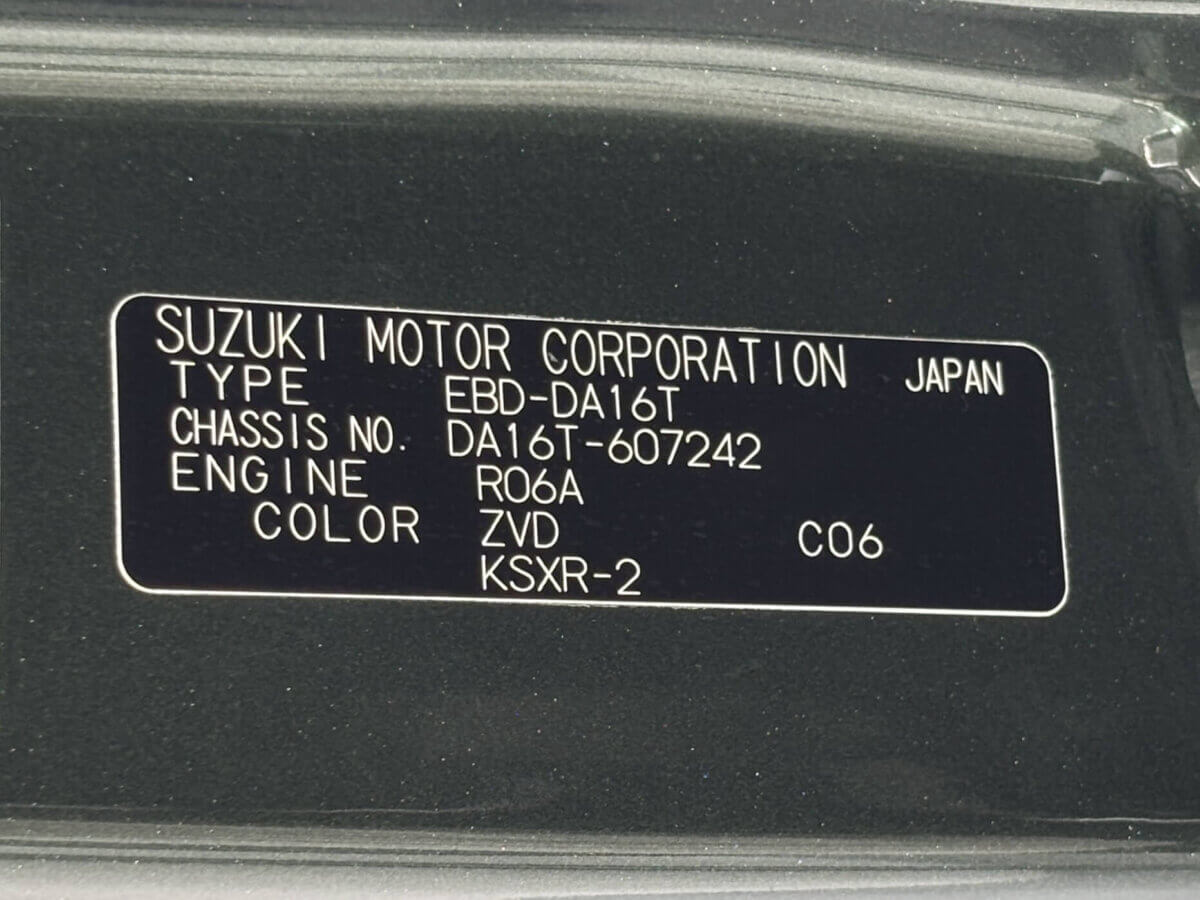 SUZUKI MOTOR CORPORATION JAPAN
TYPE EBD-DA16T
CHASSIS NO. DA16T-607242
ENGINE R06A
COLOR ZVD C06
KSXR-2